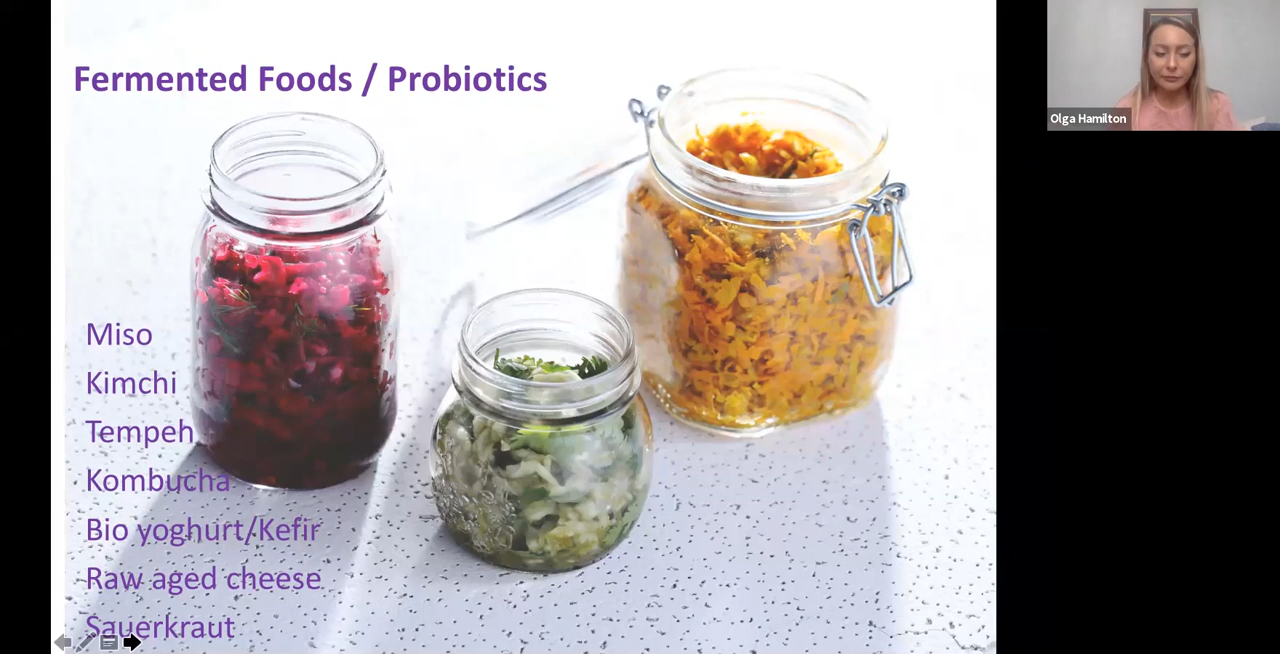 Fermented Foods / Probiotics
Olga Hamilton
Miso
Kimchi
Tempeh
Kombucha
Bio yoghurt/Kefir
Raw aged cheese
Sauerkraut